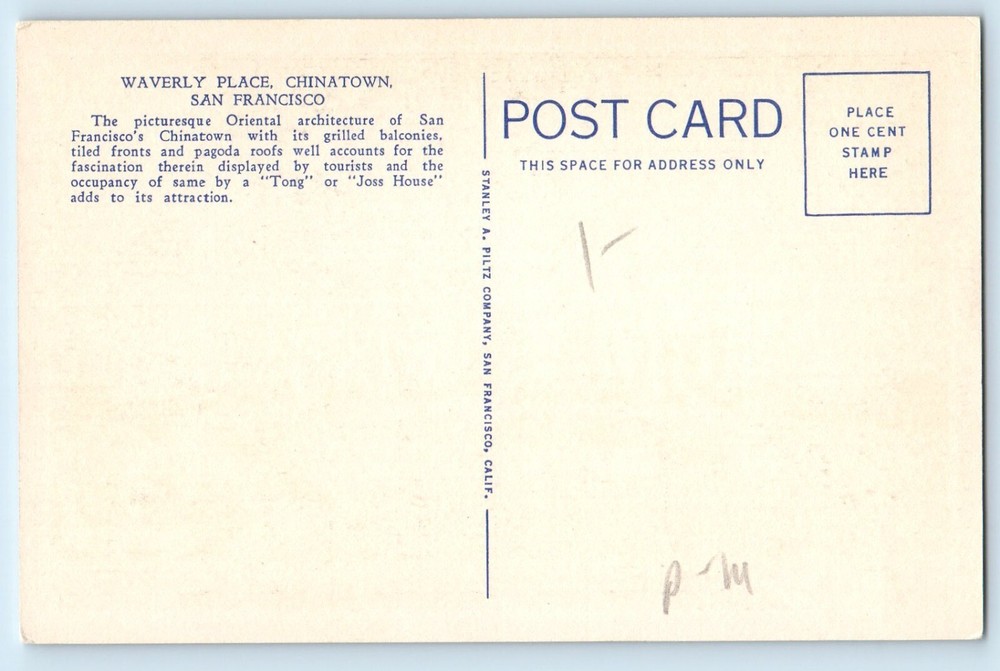 WAVERLY PLACE, CHINATOWN,
SAN FRANCISCO
The picturesque Oriental architecture of San
Francisco's Chinatown with its grilled balconies,
tiled fronts and pagoda roofs well accounts for the
fascination therein displayed by tourists and the
occupancy of same by a "Tong" or "Joss House"
adds to its attraction.
STANLEY A. PILTZ COMPANY, SAN FRANCISCO, CALIF.
POST CARD
THIS SPACE FOR ADDRESS ONLY
PLACE
ONE CENT
STAMP
HERE
1-